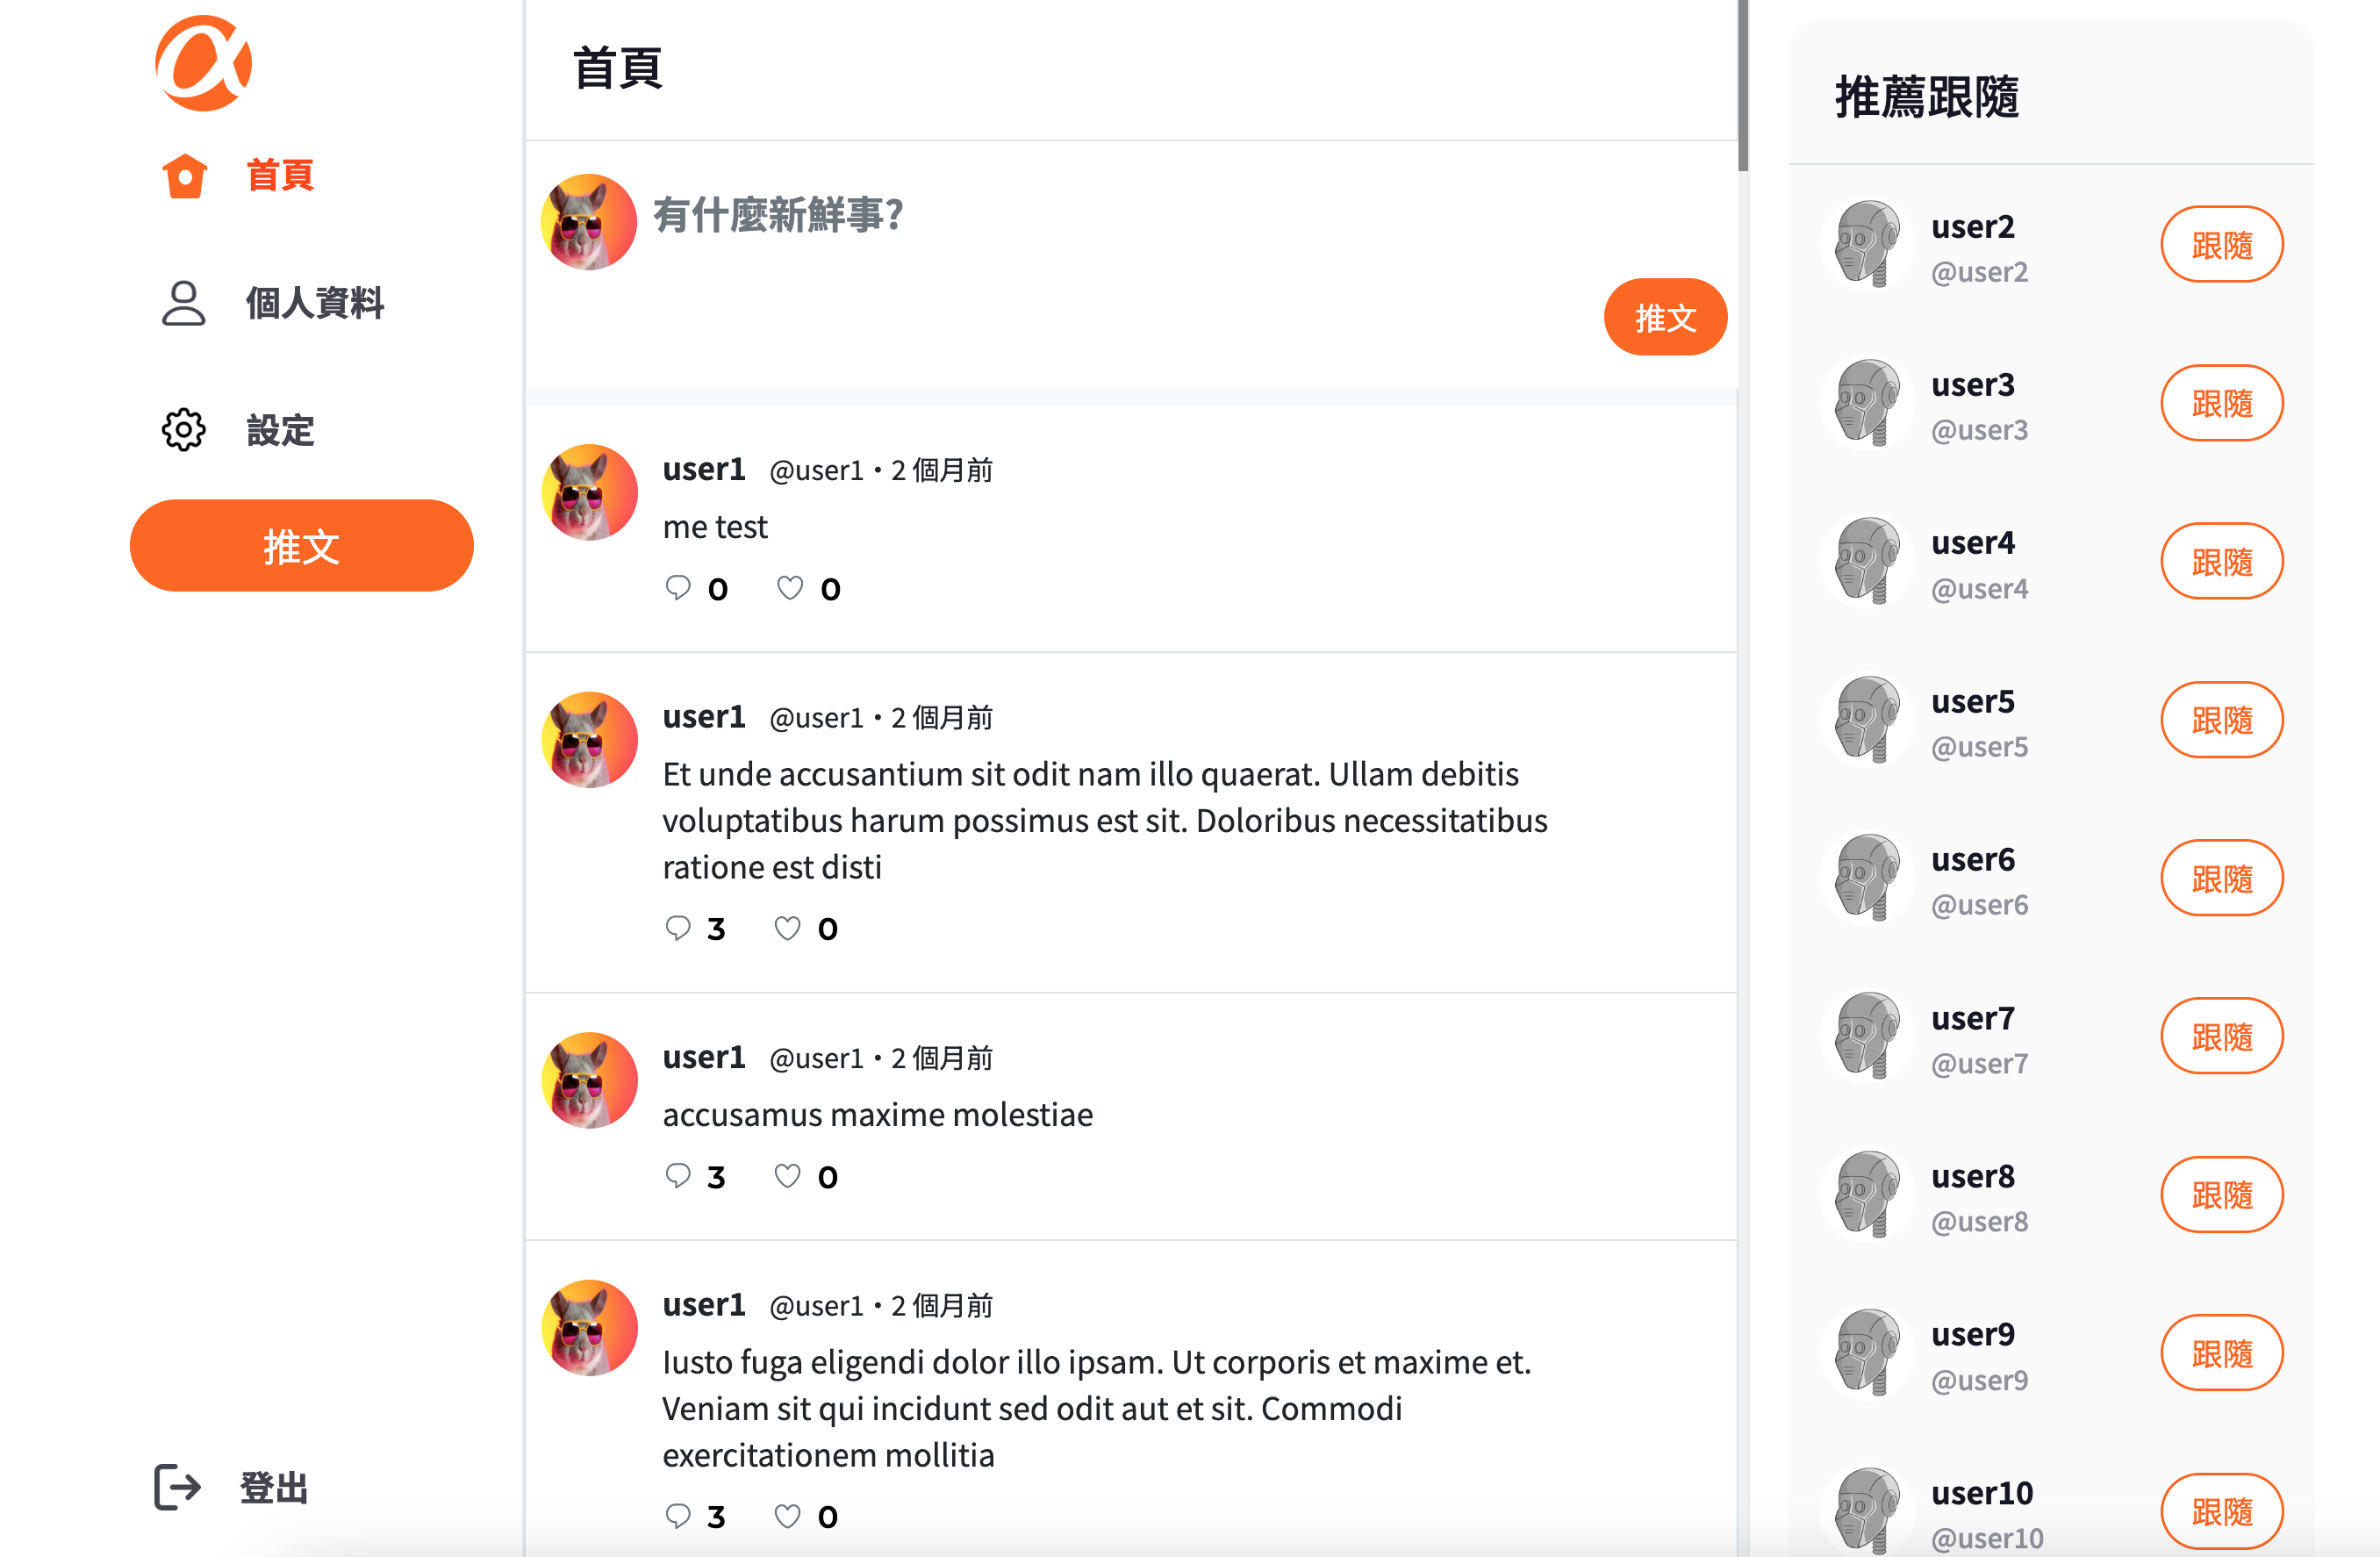 首頁
個人資料
設定
推文
登出
首頁
有什麼新鮮事?
推文
user1 @user1・2 個月前
me test
0 0
user1 @user1・2 個月前
Et unde accusantium sit odit nam illo quaerat. Ullam debitis
voluptatibus harum possimus est sit. Doloribus necessitatibus
ratione est disti
3 0
user1 @user1・2 個月前
accusamus maxime molestiae
3 0
user1 @user1・2 個月前
Iusto fuga eligendi dolor illo ipsam. Ut corporis et maxime et.
Veniam sit qui incidunt sed odit aut et sit. Commodi
exercitationem mollitia
3 0
推薦跟隨
user2
@user2
跟隨
user3
@user3
跟隨
user4
@user4
跟隨
user5
@user5
跟隨
user6
@user6
跟隨
user7
@user7
跟隨
user8
@user8
跟隨
user9
@user9
跟隨
user10
@user10
跟隨